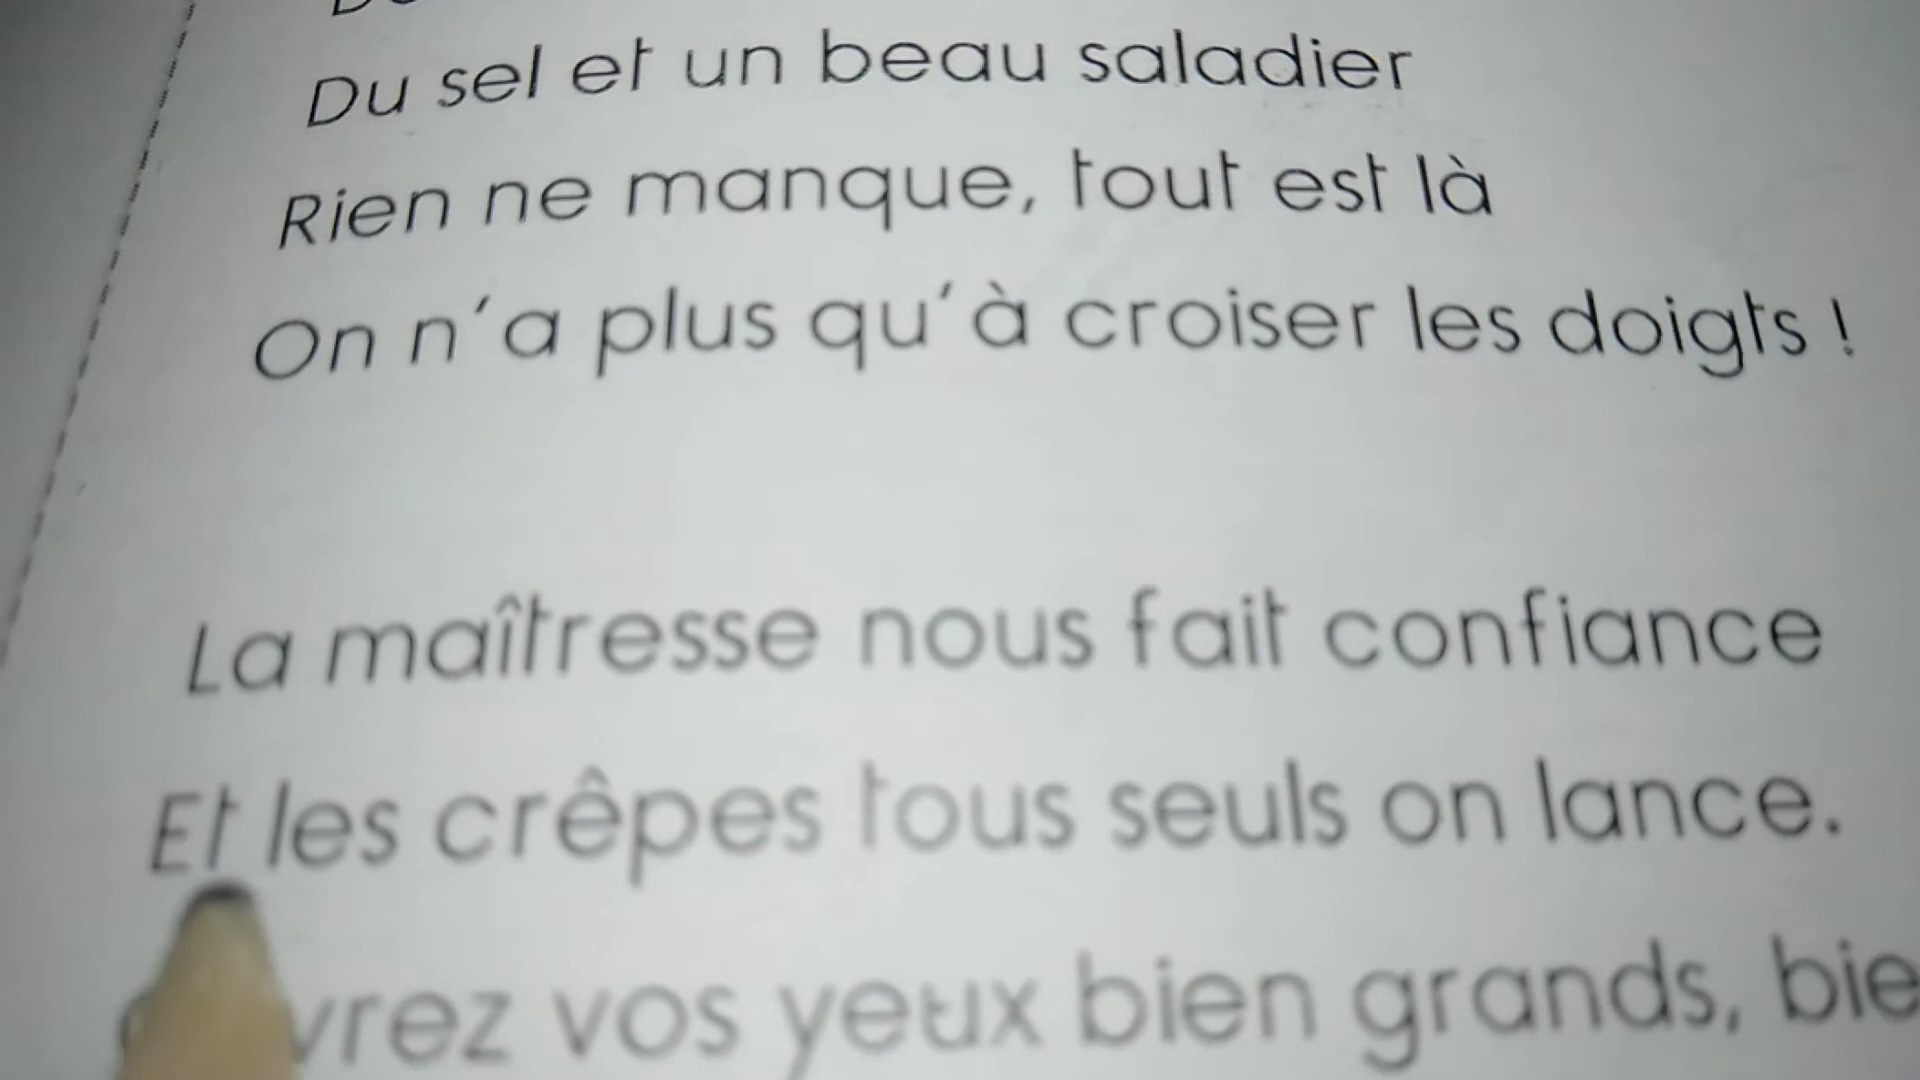 Du sel et un beau saladier
Rien ne manque, tout est là
On n'a plus qu'à croiser les doigts !
La maîtresse nous fait confiance
Et les crêpes tous seuls on lance.
vos yeux bien grands,